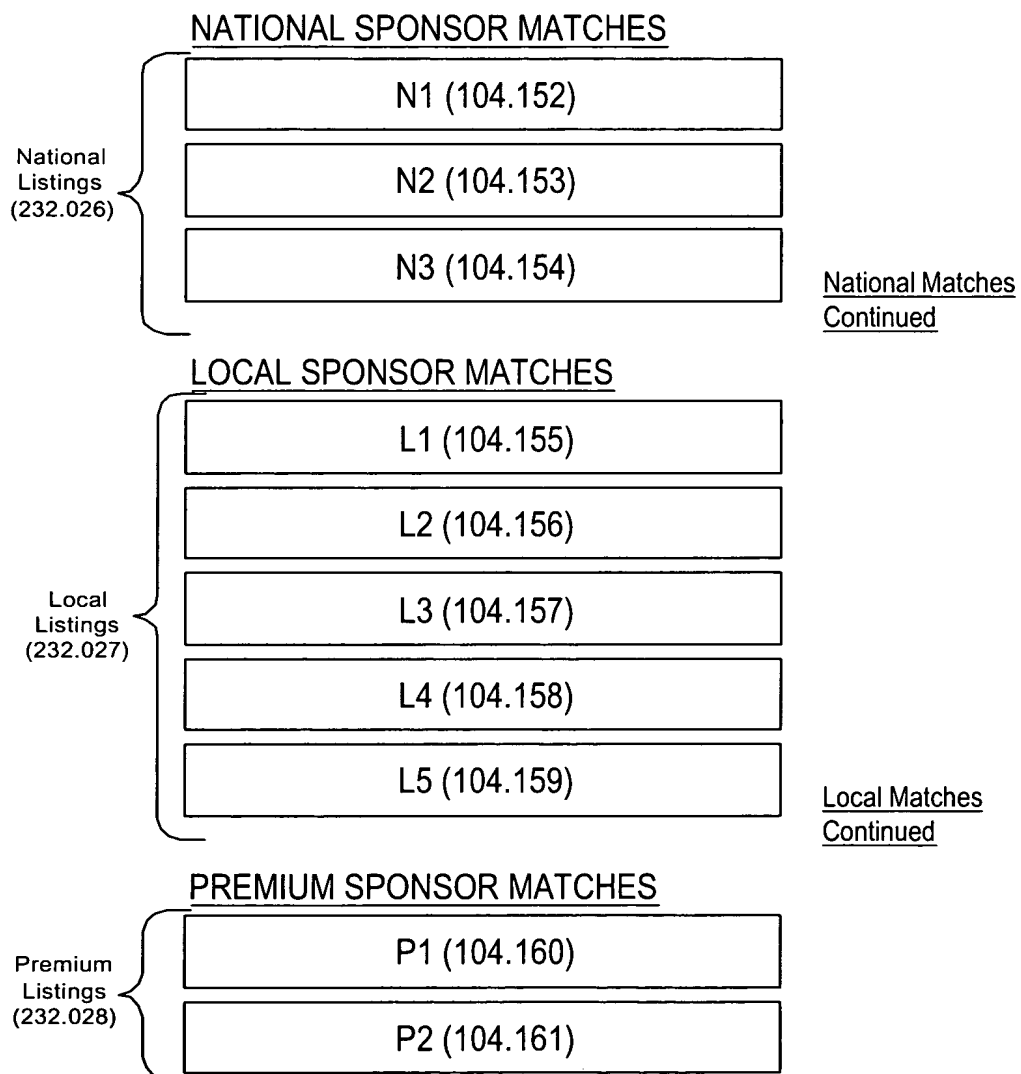 NATIONAL SPONSOR MATCHES
N1 (104.152)
National
Listings
(232.026)
N2 (104.153)
N3 (104.154)
National Matches
Continued
LOCAL SPONSOR MATCHES
L1 (104.155)
L2 (104.156)
Local
Listings
(232.027)
L3 (104.157)
L4 (104.158)
L5 (104.159)
Local Matches
Continued
PREMIUM SPONSOR MATCHES
P1 (104.160)
Premium
Listings
(232.028)
P2 (104.161)